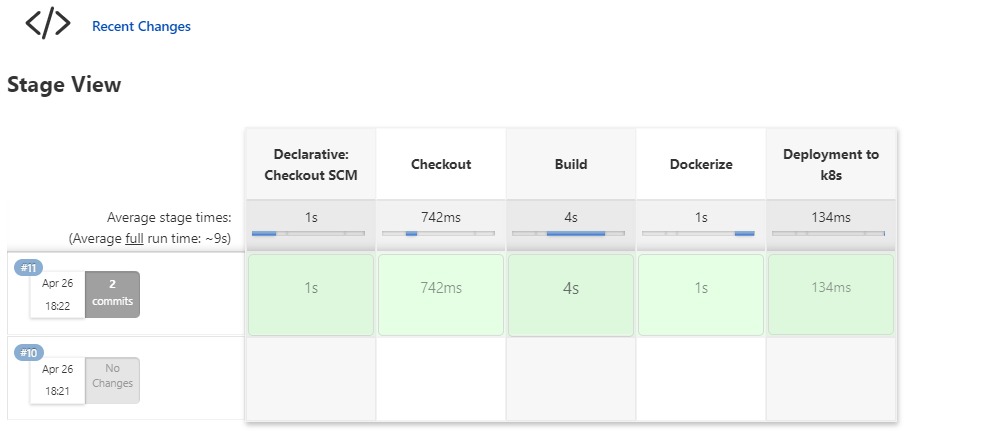 </> Recent Changes
Stage View
Declarative:
Checkout SCM
Checkout
Build
Dockerize
Deployment to
k8s
Average stage times:
(Average full run time: ~9s)
1s
742ms
4s
1s
134ms
#11
Apr 26
18:22
2
commits
1s
742ms
4s
1s
134ms
#10
Apr 26
18:21
No
Changes